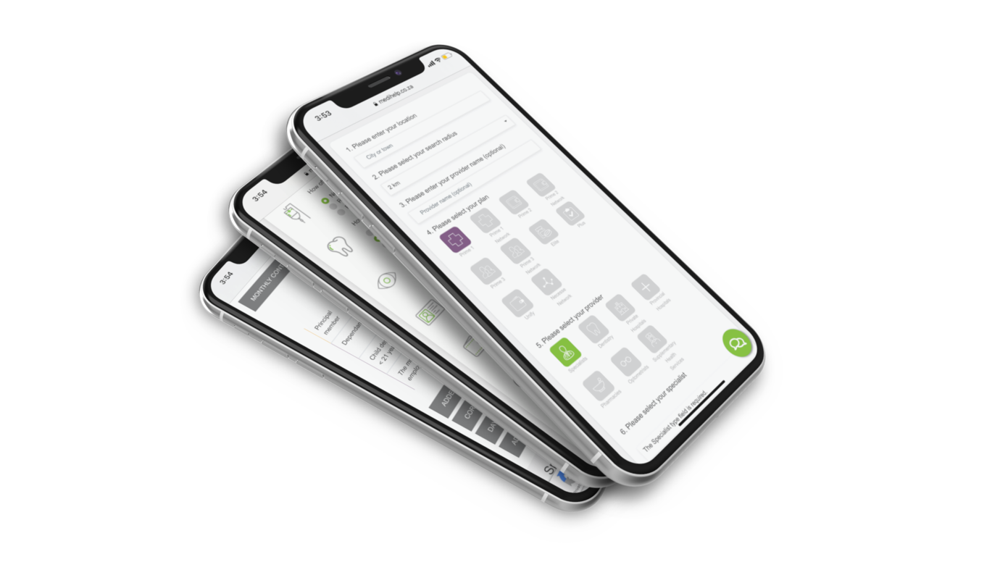 3:53
medihelp.co.za
1. Please enter your location
City or town
2. Please select your search radius
2 km
3. Please enter your provider name (optional)
Provider name (optional)
4. Please select your plan
Prime 1
Prime 1
Network
Prime 2
Prime 2
Network
Prime 3
Prime 3
Network
Elite
Plus
Unify
Necesse
Network
5. Please select your provider
Specialists
Dentistry
Private
Hospitals
Provincial
Hospitals
Pharmacies
Optometrists
Supplementary
Health
Services
6. Please select your specialist
The Specialist type field is required.
3:54
How of
Ho
3:54
MONTHLY CONT
Principal
member
Dependan
Child de
< 21 yea
The m
emplo
ADDE
COR
DA